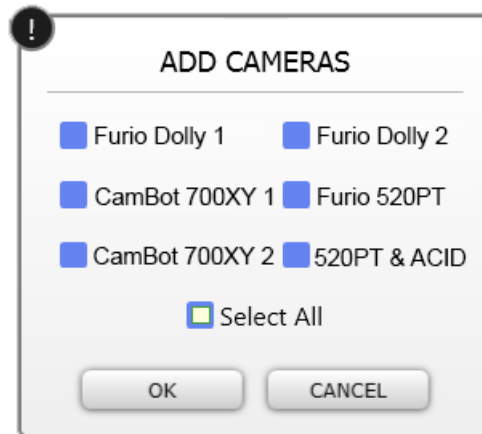 !
ADD CAMERAS
Furio Dolly 1 Furio Dolly 2
CamBot 700XY 1 Furio 520PT
CamBot 700XY 2 520PT & ACID
Select All
OK CANCEL